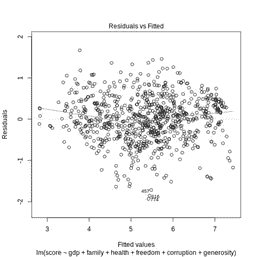 Residuals vs Fitted
Residuals
2
1
0
-1
-2
3
4
5
6
7
Fitted values
lm(score ~ gdp + family + health + freedom + corruption + generosity)